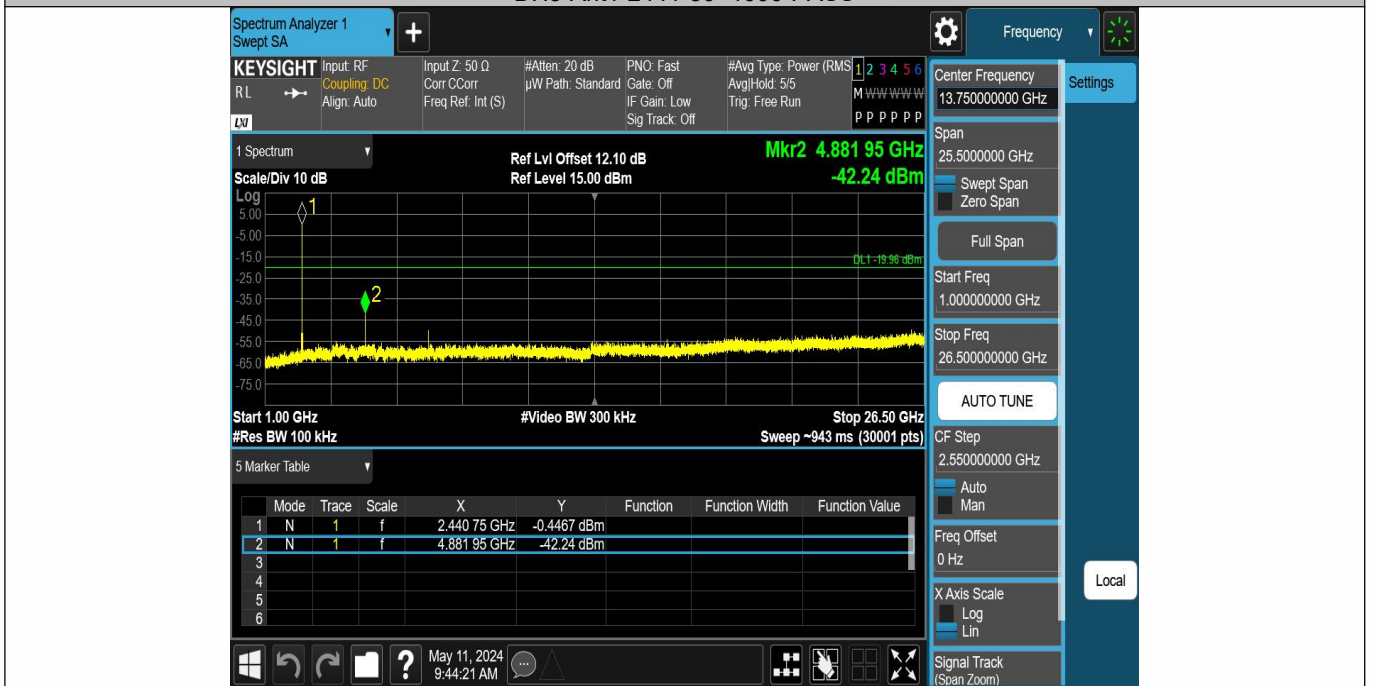 Spectrum Analyzer 1
Swept SA
+
Frequency
KEYSIGHT
RL
LXI
Input: RF
Coupling: DC
Align: Auto
Input Z: 50 Ω
Corr CCorr
Freq Ref: Int (S)
#Atten: 20 dB
µW Path: Standard
PNO: Fast
Gate: Off
IF Gain: Low
Sig Track: Off
#Avg Type: Power (RMS
Avg|Hold: 5/5
Trig: Free Run
1 2 3 4 5 6
M W W W W W
P P P P P P
1 Spectrum
Scale/Div 10 dB
Ref Lvl Offset 12.10 dB
Ref Level 15.00 dBm
Mkr2 4.881 95 GHz
-42.24 dBm
Log
5.00
-5.00
-15.0
-25.0
-35.0
-45.0
-55.0
-65.0
-75.0
1
2
DL1 -19.96 dBm
Start 1.00 GHz
#Video BW 300 kHz
Stop 26.50 GHz
#Res BW 100 kHz
Sweep ~943 ms (30001 pts)
5 Marker Table
Mode Trace Scale X Y Function Function Width Function Value
1 N 1 f 2.440 75 GHz -0.4467 dBm
2 N 1 f 4.881 95 GHz -42.24 dBm
3
4
5
6
?
May 11, 2024
9:44:21 AM
Center Frequency
13.750000000 GHz
Settings
Span
25.5000000 GHz
Swept Span
Zero Span
Full Span
Start Freq
1.000000000 GHz
Stop Freq
26.500000000 GHz
AUTO TUNE
CF Step
2.550000000 GHz
Auto
Man
Freq Offset
0 Hz
Local
X Axis Scale
Log
Lin
Signal Track
(Span Zoom)